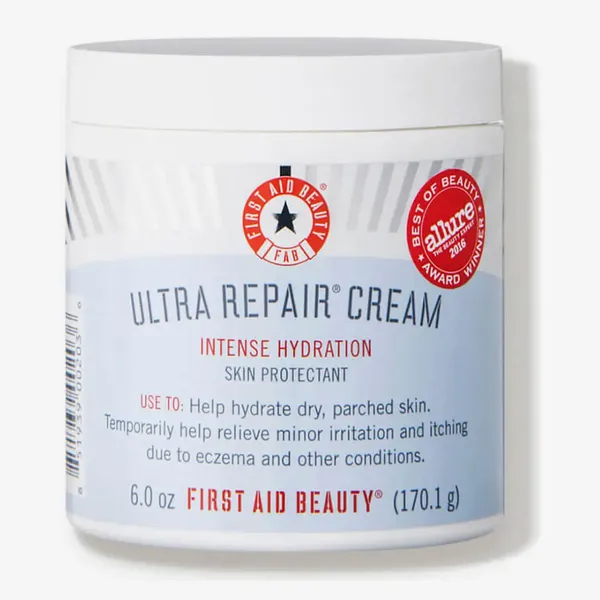 FIRST AID BEAUTY®
FAB
BEST OF BEAUTY
allure
THE BEAUTY EXPERT
2016
AWARD WINNER
ULTRA REPAIR® CREAM
INTENSE HYDRATION
SKIN PROTECTANT
USE TO: Help hydrate dry, parched skin.
Temporarily help relieve minor irritation and itching
due to eczema and other conditions.
6.0 oz FIRST AID BEAUTY® (170.1 g)